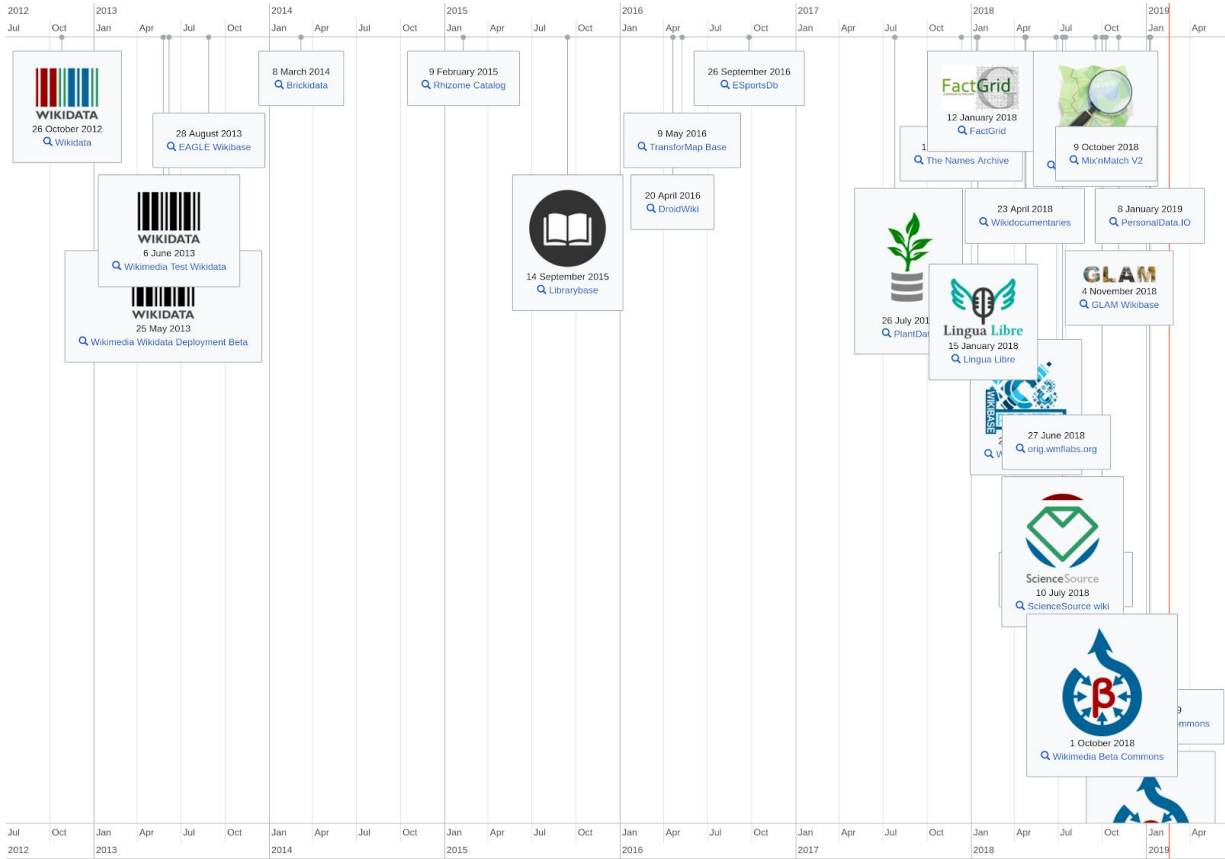 2012 2013 2014 2015 2016 2017 2018 2019
Jul Oct Jan Apr Jul Oct Jan Apr Jul Oct Jan Apr Jul Oct Jan Apr Jul Oct Jan Apr Jul Oct Jan Apr Jul Oct Jan Apr
WIKIDATA
26 October 2012
Wikidata
8 March 2014
Brickidata
9 February 2015
Rhizome Catalog
26 September 2016
ESportsDb
FactGrid
12 January 2018
FactGrid
28 August 2013
EAGLE Wikibase
9 May 2016
TransforMap Base
1
The Names Archive
9 October 2018
Mix'nMatch V2
WIKIDATA
6 June 2013
Wikimedia Test Wikidata
14 September 2015
Librarybase
20 April 2016
DroidWiki
23 April 2018
Wikidocumentaries
8 January 2019
PersonalData.IO
WIKIDATA
25 May 2013
Wikimedia Wikidata Deployment Beta
26 July 201
PlantDa
Lingua Libre
15 January 2018
Lingua Libre
GLAM
4 November 2018
GLAM Wikibase
WIKIBASE
2
W
27 June 2018
orig.wmflabs.org
ScienceSource
10 July 2018
ScienceSource wiki
β
1 October 2018
Wikimedia Beta Commons
9
mmons
Jul Oct Jan Apr Jul Oct Jan Apr Jul Oct Jan Apr Jul Oct Jan Apr Jul Oct Jan Apr Jul Oct Jan Apr Jul Oct Jan Apr
2012 2013 2014 2015 2016 2017 2018 2019